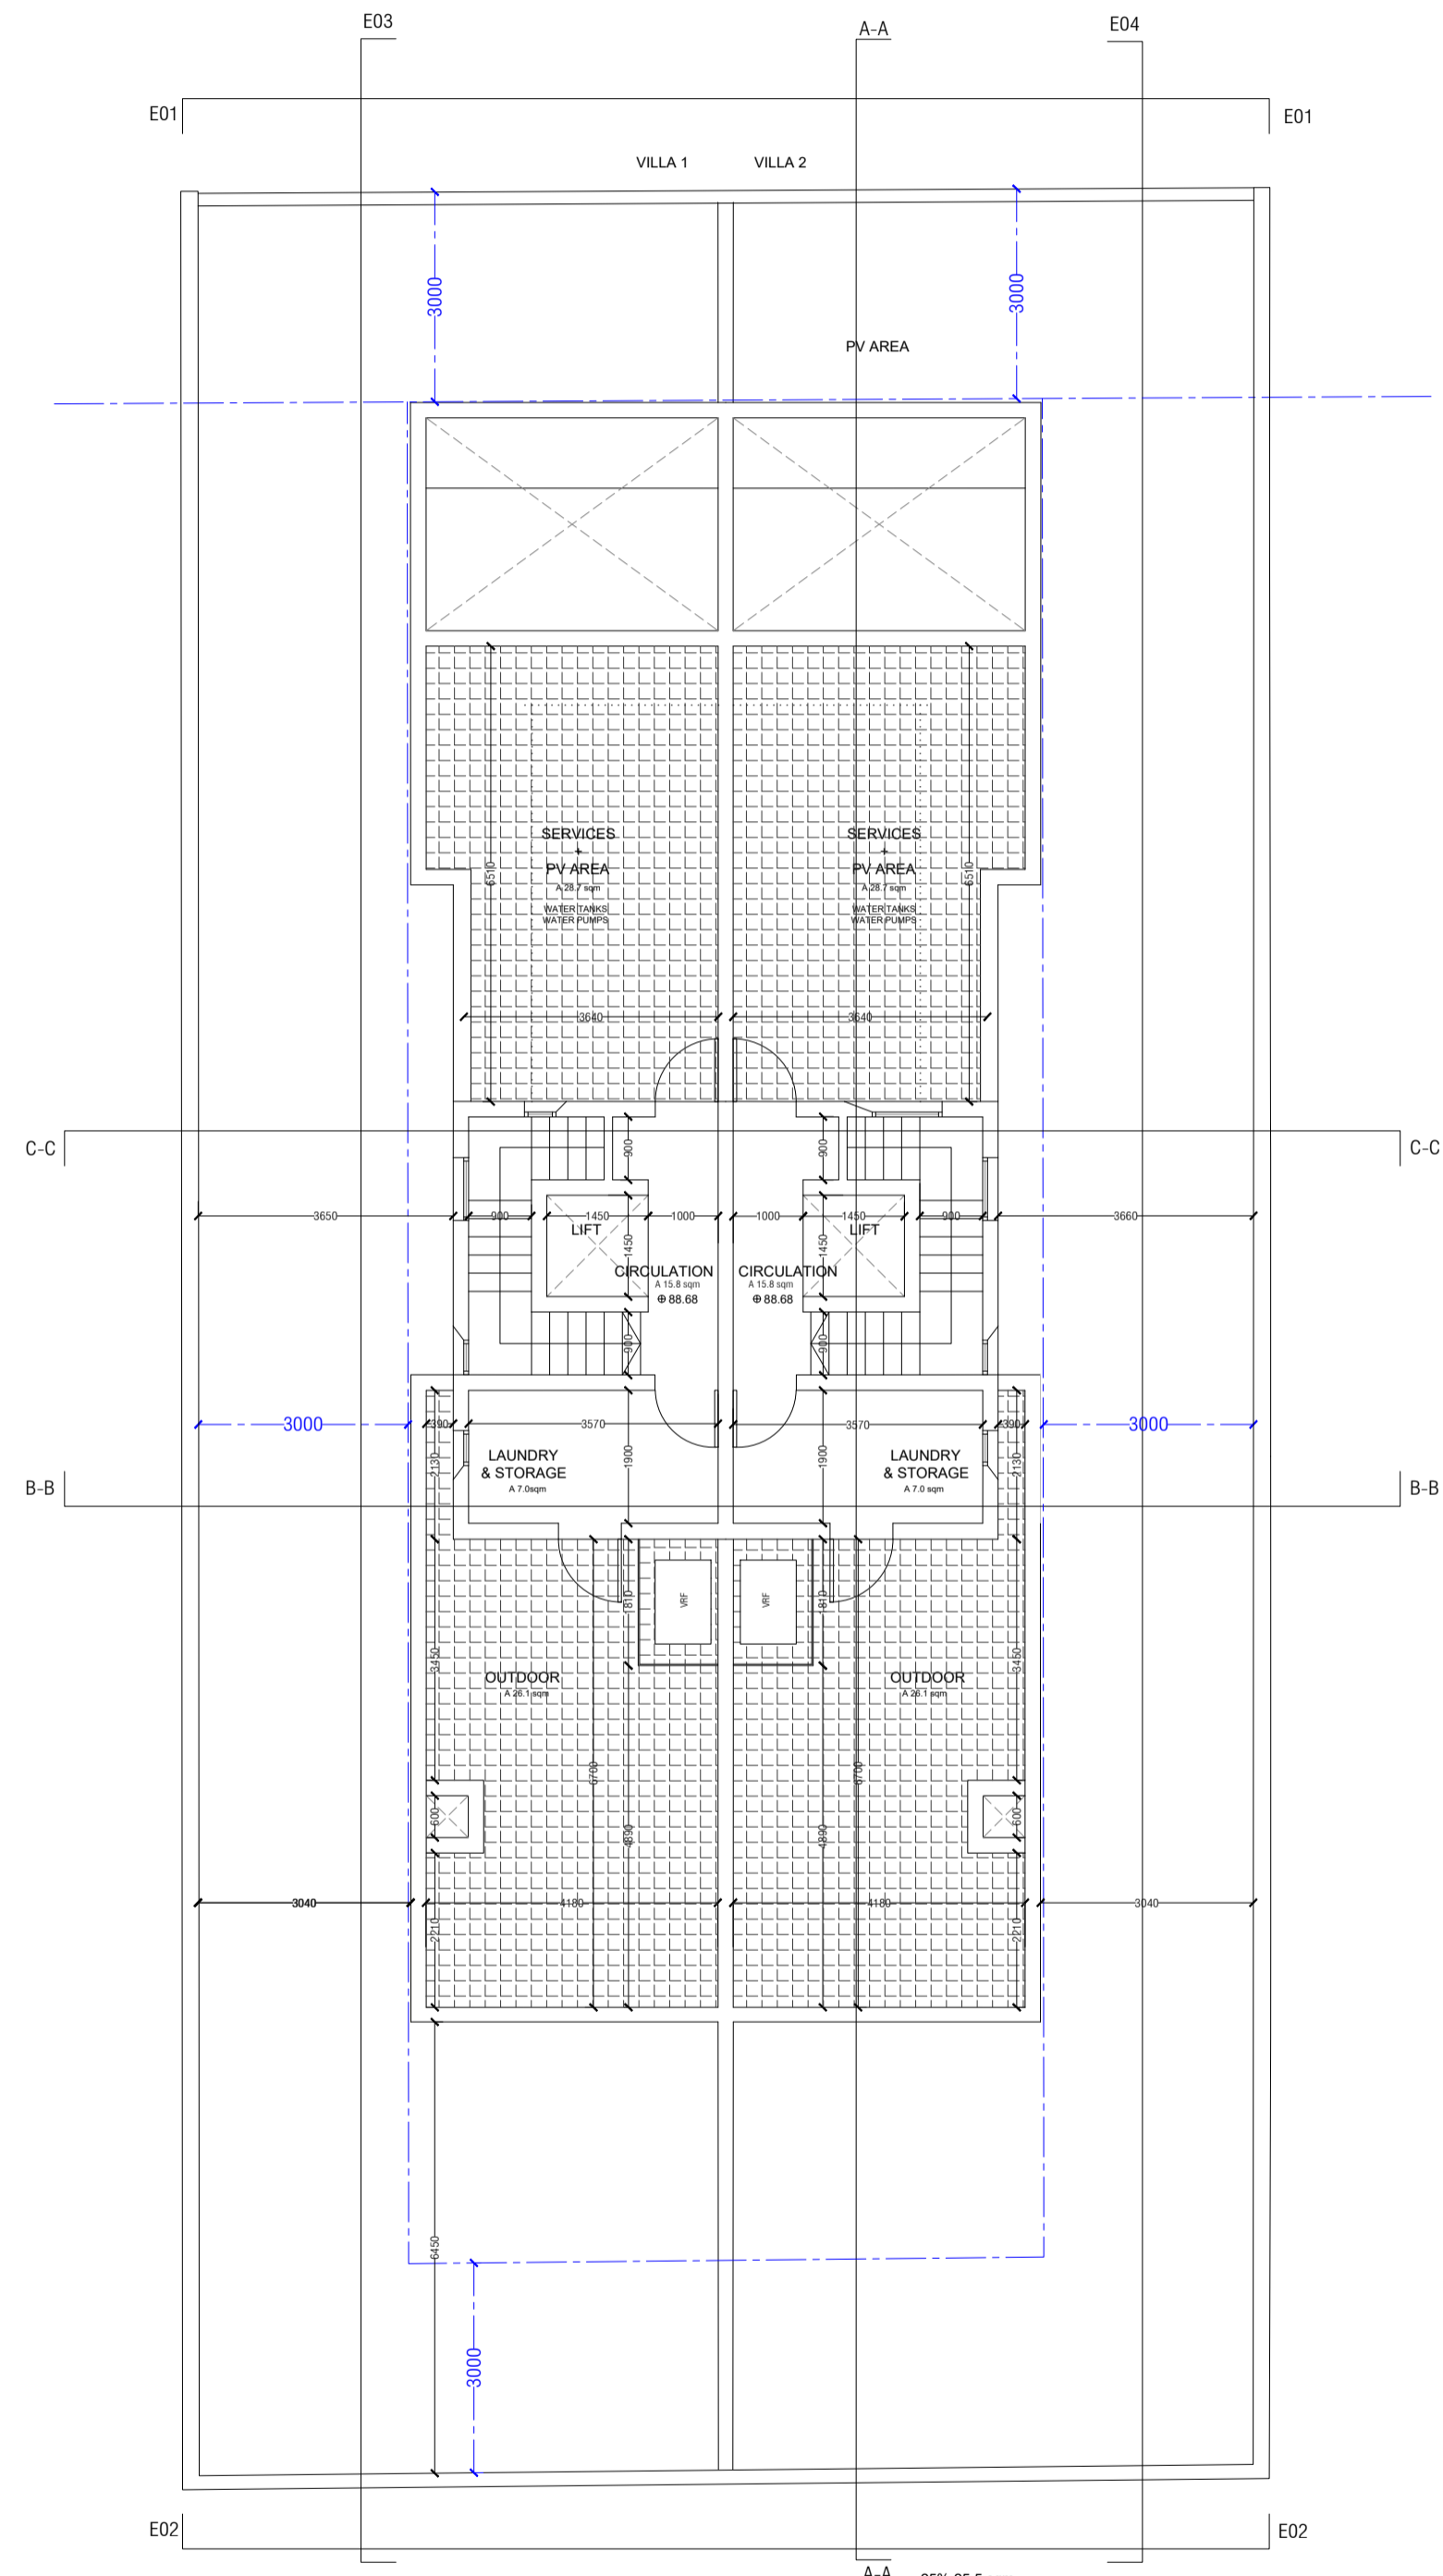 E03
A-A
E04
E01
E01
VILLA 1
VILLA 2
3000
3000
PV AREA
SERVICES
+
PV AREA
A 28.7 sqm
WATER TANKS
WATER PUMPS
6510
SERVICES
+
PV AREA
A 28.7 sqm
WATER TANKS
WATER PUMPS
6510
3640
3640
C-C
C-C
900
900
3650
900
1450
1000
1000
1450
900
3660
LIFT
LIFT
1450
1450
CIRCULATION
A 15.8 sqm
88.68
CIRCULATION
A 15.8 sqm
88.68
900
900
3000
390
3570
3570
390
3000
LAUNDRY
& STORAGE
A 7.0sqm
2130
1900
LAUNDRY
& STORAGE
A 7.0 sqm
1900
2130
B-B
B-B
1810
VRF
VRF
1810
OUTDOOR
A 26.1 sqm
3450
OUTDOOR
A 26.1 sqm
3450
6700
6700
600
4890
4890
600
3040
4180
4180
3040
2210
2210
6450
3000
E02
E02
A-A